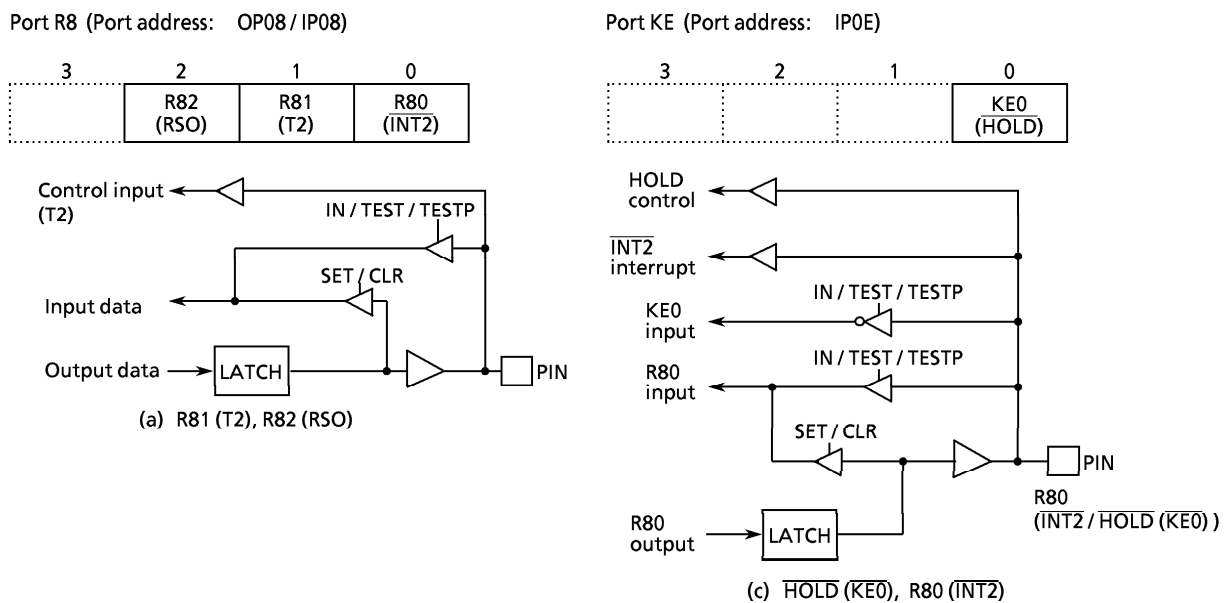 Port R8 (Port address: OP08 / IP08)
3 2 1 0
R82 R81 R80
(RSO) (T2) (INT2)
Control input
(T2)
IN / TEST / TESTP
SET / CLR
Input data
Output data
LATCH
PIN
(a) R81 (T2), R82 (RSO)
Port KE (Port address: IP0E)
3 2 1 0
KE0
(HOLD)
HOLD
control
INT2
interrupt
IN / TEST / TESTP
KE0
input
IN / TEST / TESTP
R80
input
SET / CLR
PIN
R80
(INT2 / HOLD (KE0) )
R80
output
LATCH
(c) HOLD (KE0), R80 (INT2)